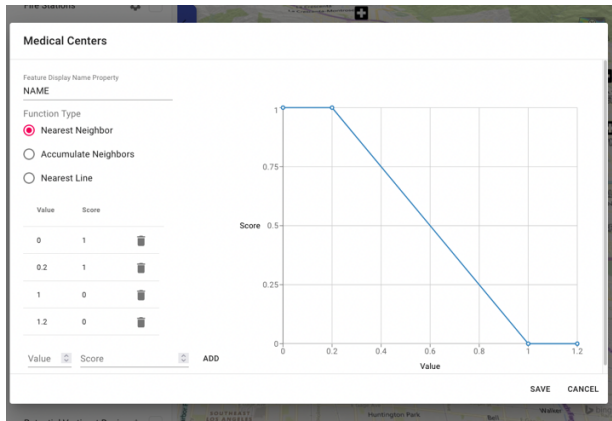 Fire Stations
Medical Centers
Feature Display Name Property
NAME
Function Type
Nearest Neighbor
Accumulate Neighbors
Nearest Line
Value Score
0 1
0.2 1
1 0
1.2 0
Value Score ADD
1
0.75
Score 0.5
0.25
0
0 0.2 0.4 0.6 0.8 1 1.2
Value
SAVE CANCEL
SOUTHEAST
LOS ANGELES
Huntington Park
Bell
Walker